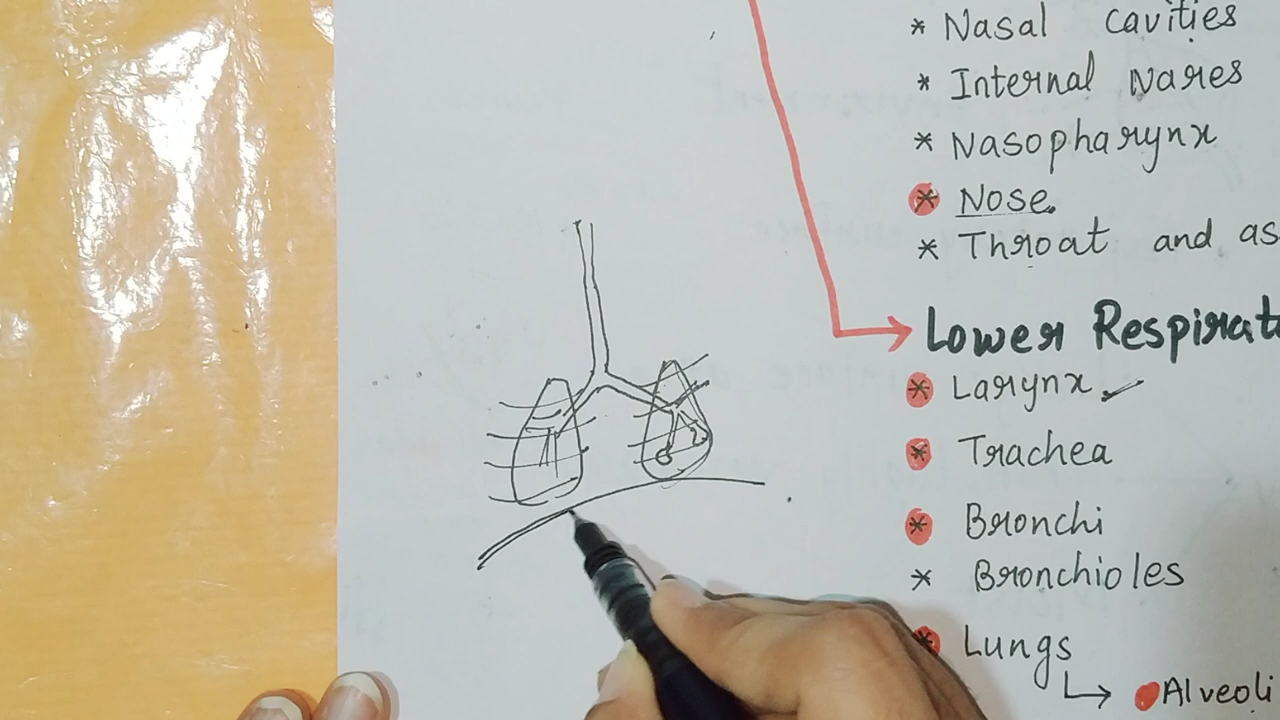 * Nasal cavities
* Internal Nares
* Nasopharynx
* Nose.
* Throat and as
Lower Respirat
* Larynx
* Trachea
* Bronchi
* Bronchioles
* Lungs
Alveoli